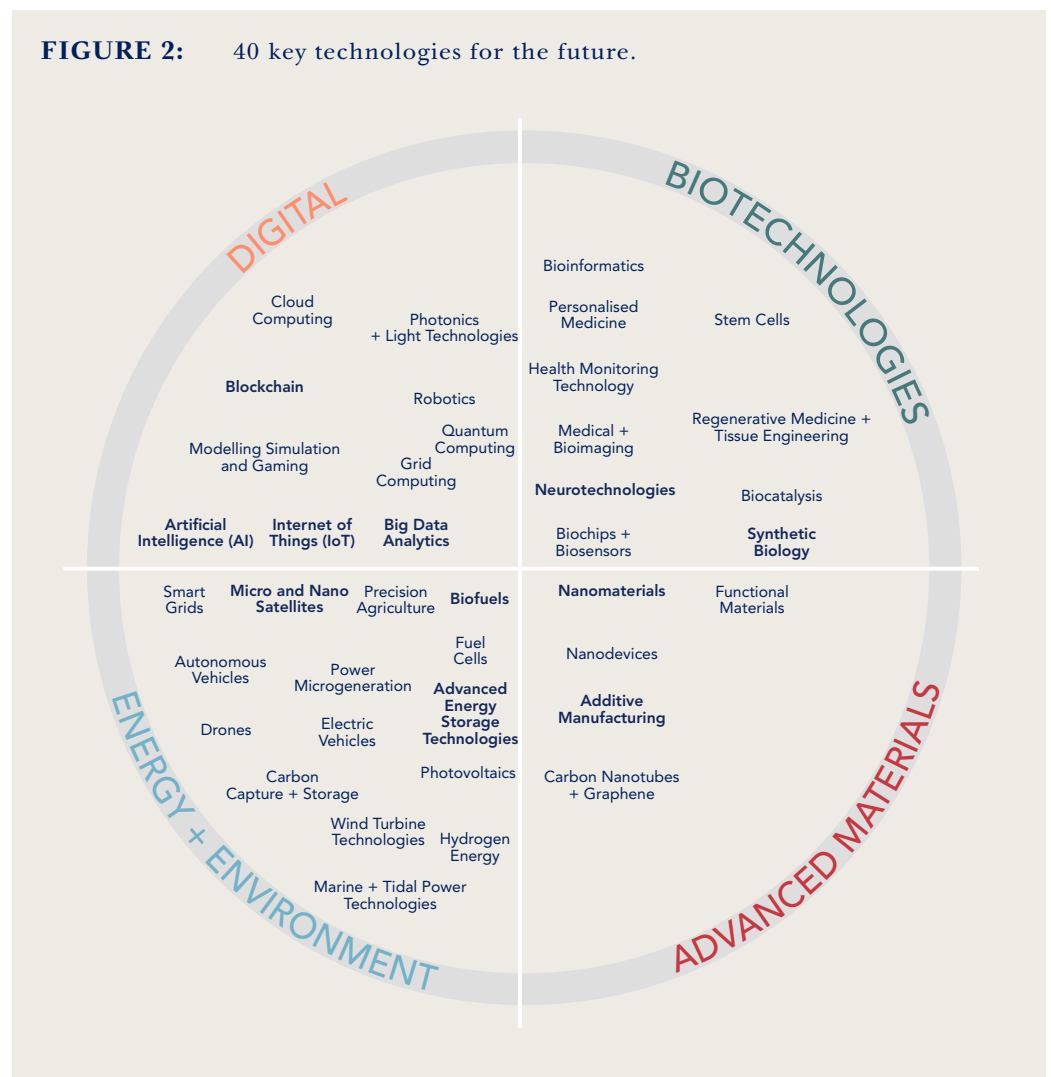 FIGURE 2: 40 key technologies for the future.
DIGITAL
Cloud
Computing
Photonics
+ Light Technologies
Blockchain
Robotics
Quantum
Computing
Modelling Simulation
and Gaming
Grid
Computing
Artificial
Intelligence (AI)
Internet of
Things (IoT)
Big Data
Analytics
BIOTECHNOLOGIES
Bioinformatics
Personalised
Medicine
Stem Cells
Health Monitoring
Technology
Regenerative Medicine +
Tissue Engineering
Medical +
Bioimaging
Neurotechnologies
Biocatalysis
Biochips +
Biosensors
Synthetic
Biology
ENERGY + ENVIRONMENT
Smart
Grids
Micro and Nano
Satellites
Precision
Agriculture
Biofuels
Fuel
Cells
Autonomous
Vehicles
Power
Microgeneration
Advanced
Energy
Storage
Technologies
Drones
Electric
Vehicles
Photovoltaics
Carbon
Capture + Storage
Wind Turbine
Technologies
Hydrogen
Energy
Marine + Tidal Power
Technologies
ADVANCED MATERIALS
Nanomaterials
Functional
Materials
Nanodevices
Additive
Manufacturing
Carbon Nanotubes
+ Graphene